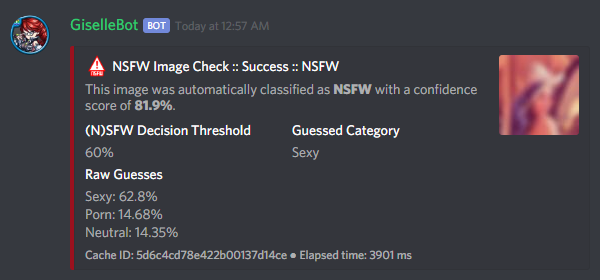 GiselleBot BOT Today at 12:57 AM
NSFW NSFW Image Check :: Success :: NSFW
This image was automatically classified as NSFW with a confidence
score of 81.9%.
(N)SFW Decision Threshold Guessed Category
60% Sexy
Raw Guesses
Sexy: 62.8%
Porn: 14.68%
Neutral: 14.35%
Cache ID: 5d6c4cd78e422b00137d14ce ● Elapsed time: 3901 ms